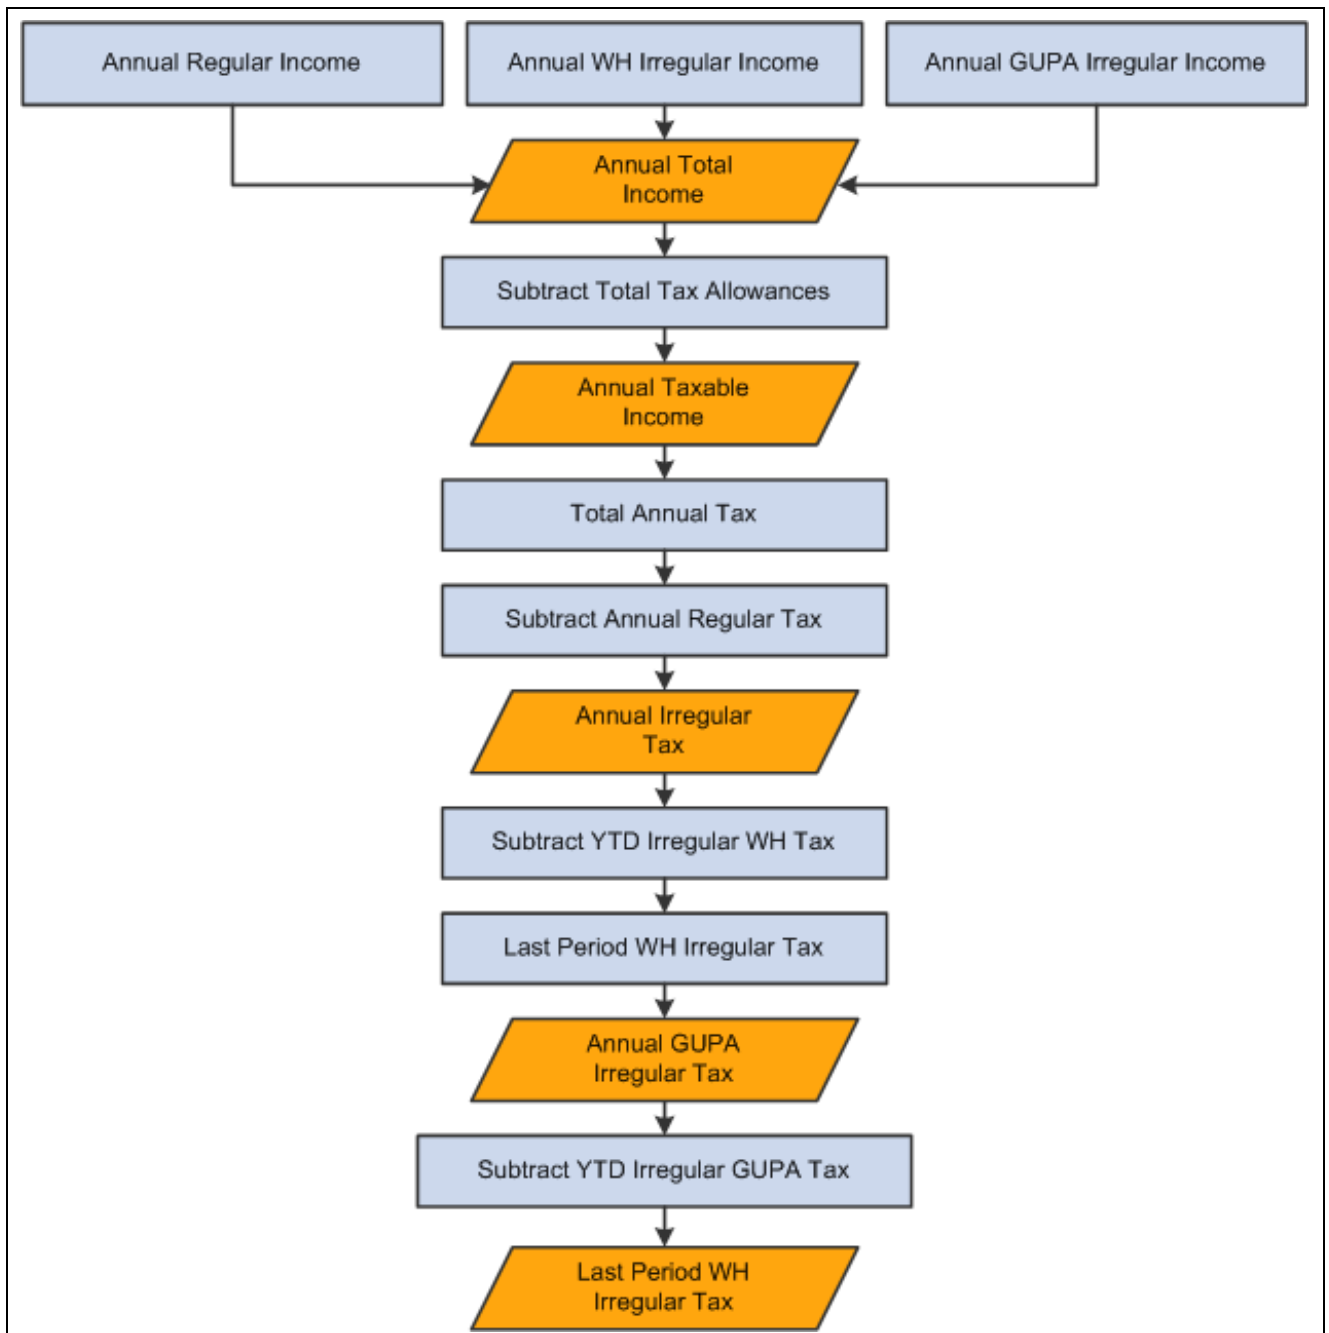 Annual Regular Income
Annual WH Irregular Income
Annual GUPA Irregular Income
Annual Total
Income
Subtract Total Tax Allowances
Annual Taxable
Income
Total Annual Tax
Subtract Annual Regular Tax
Annual Irregular
Tax
Subtract YTD Irregular WH Tax
Last Period WH Irregular Tax
Annual GUPA
Irregular Tax
Subtract YTD Irregular GUPA Tax
Last Period WH
Irregular Tax